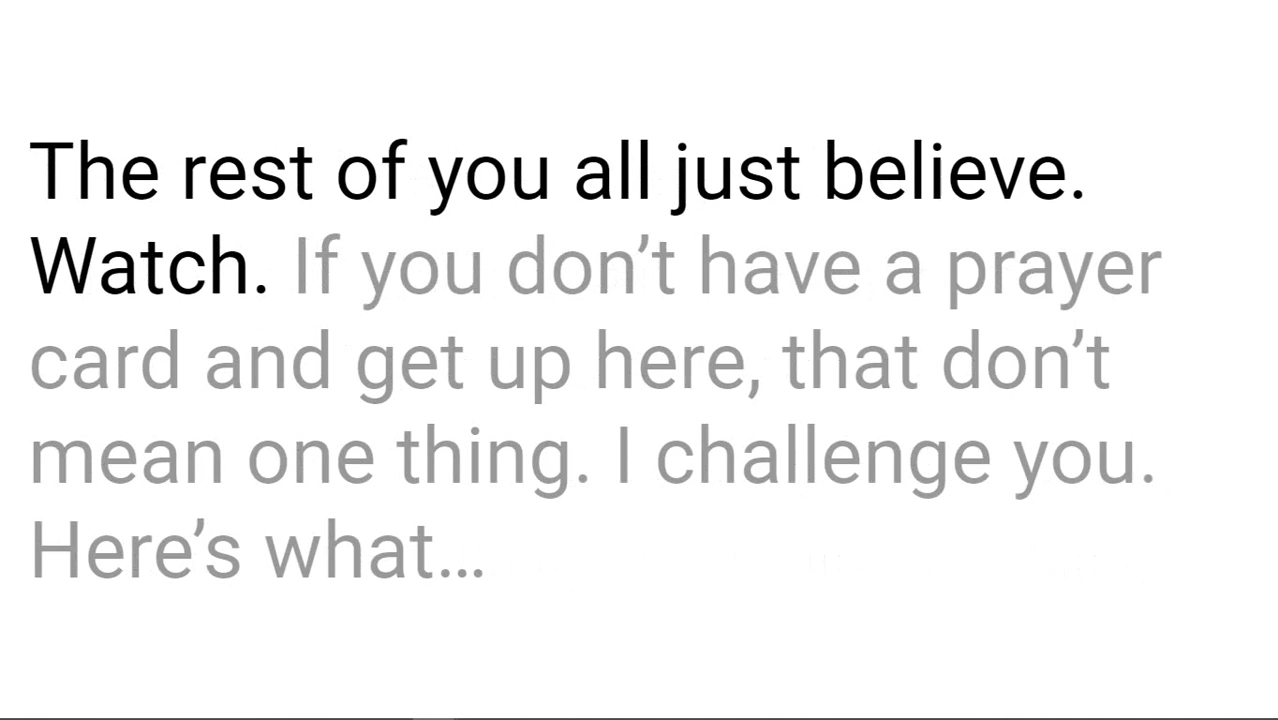 The rest of you all just believe.
Watch. If you don’t have a prayer
card and get up here, that don’t
mean one thing. I challenge you.
Here’s what…